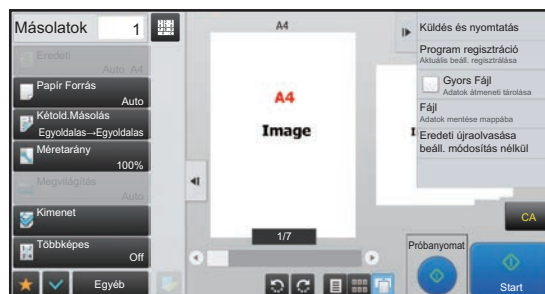 Másolatok 1
Eredeti
Auto A4
Papír Forrás
Auto
Kétold.Másolás
Egyoldalas→Egyoldalas
Méretarány
100%
Megvilágítás
Auto
Kimenet
Többképes
Off
Egyéb
A4
A4
Image
1/7
Küldés és nyomtatás
Program regisztráció
Aktuális beáll. regisztrálása
Gyors Fájl
Adatok átmeneti tárolása
Fájl
Adatok mentése mappába
Eredeti újraolvasása
beáll. módosítás nélkül
CA
Próbanyomat
Start